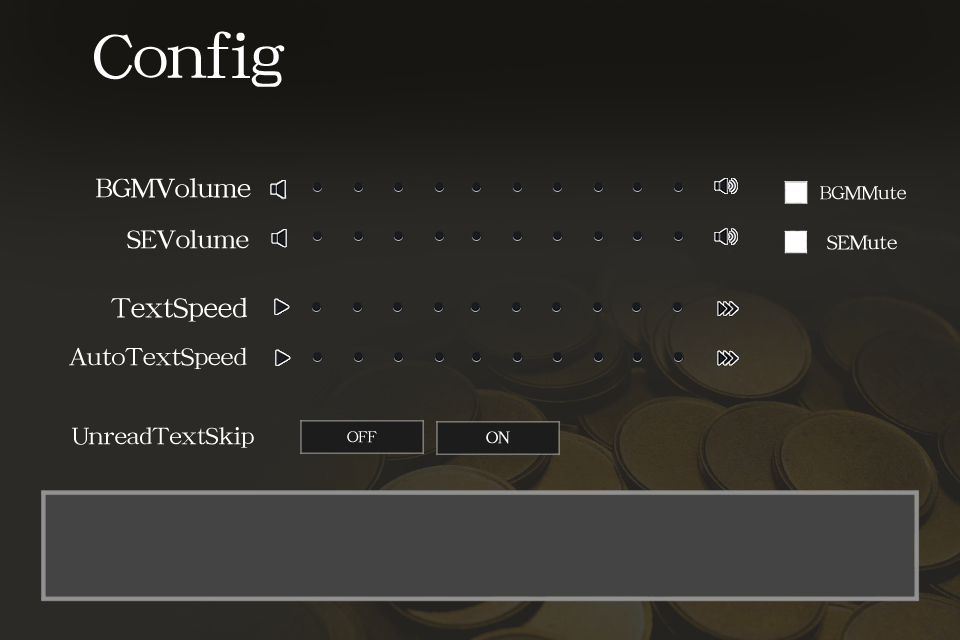 Config
BGMVolume
BGMMute
SEVolume
SEMute
TextSpeed
AutoTextSpeed
UnreadTextSkip OFF ON